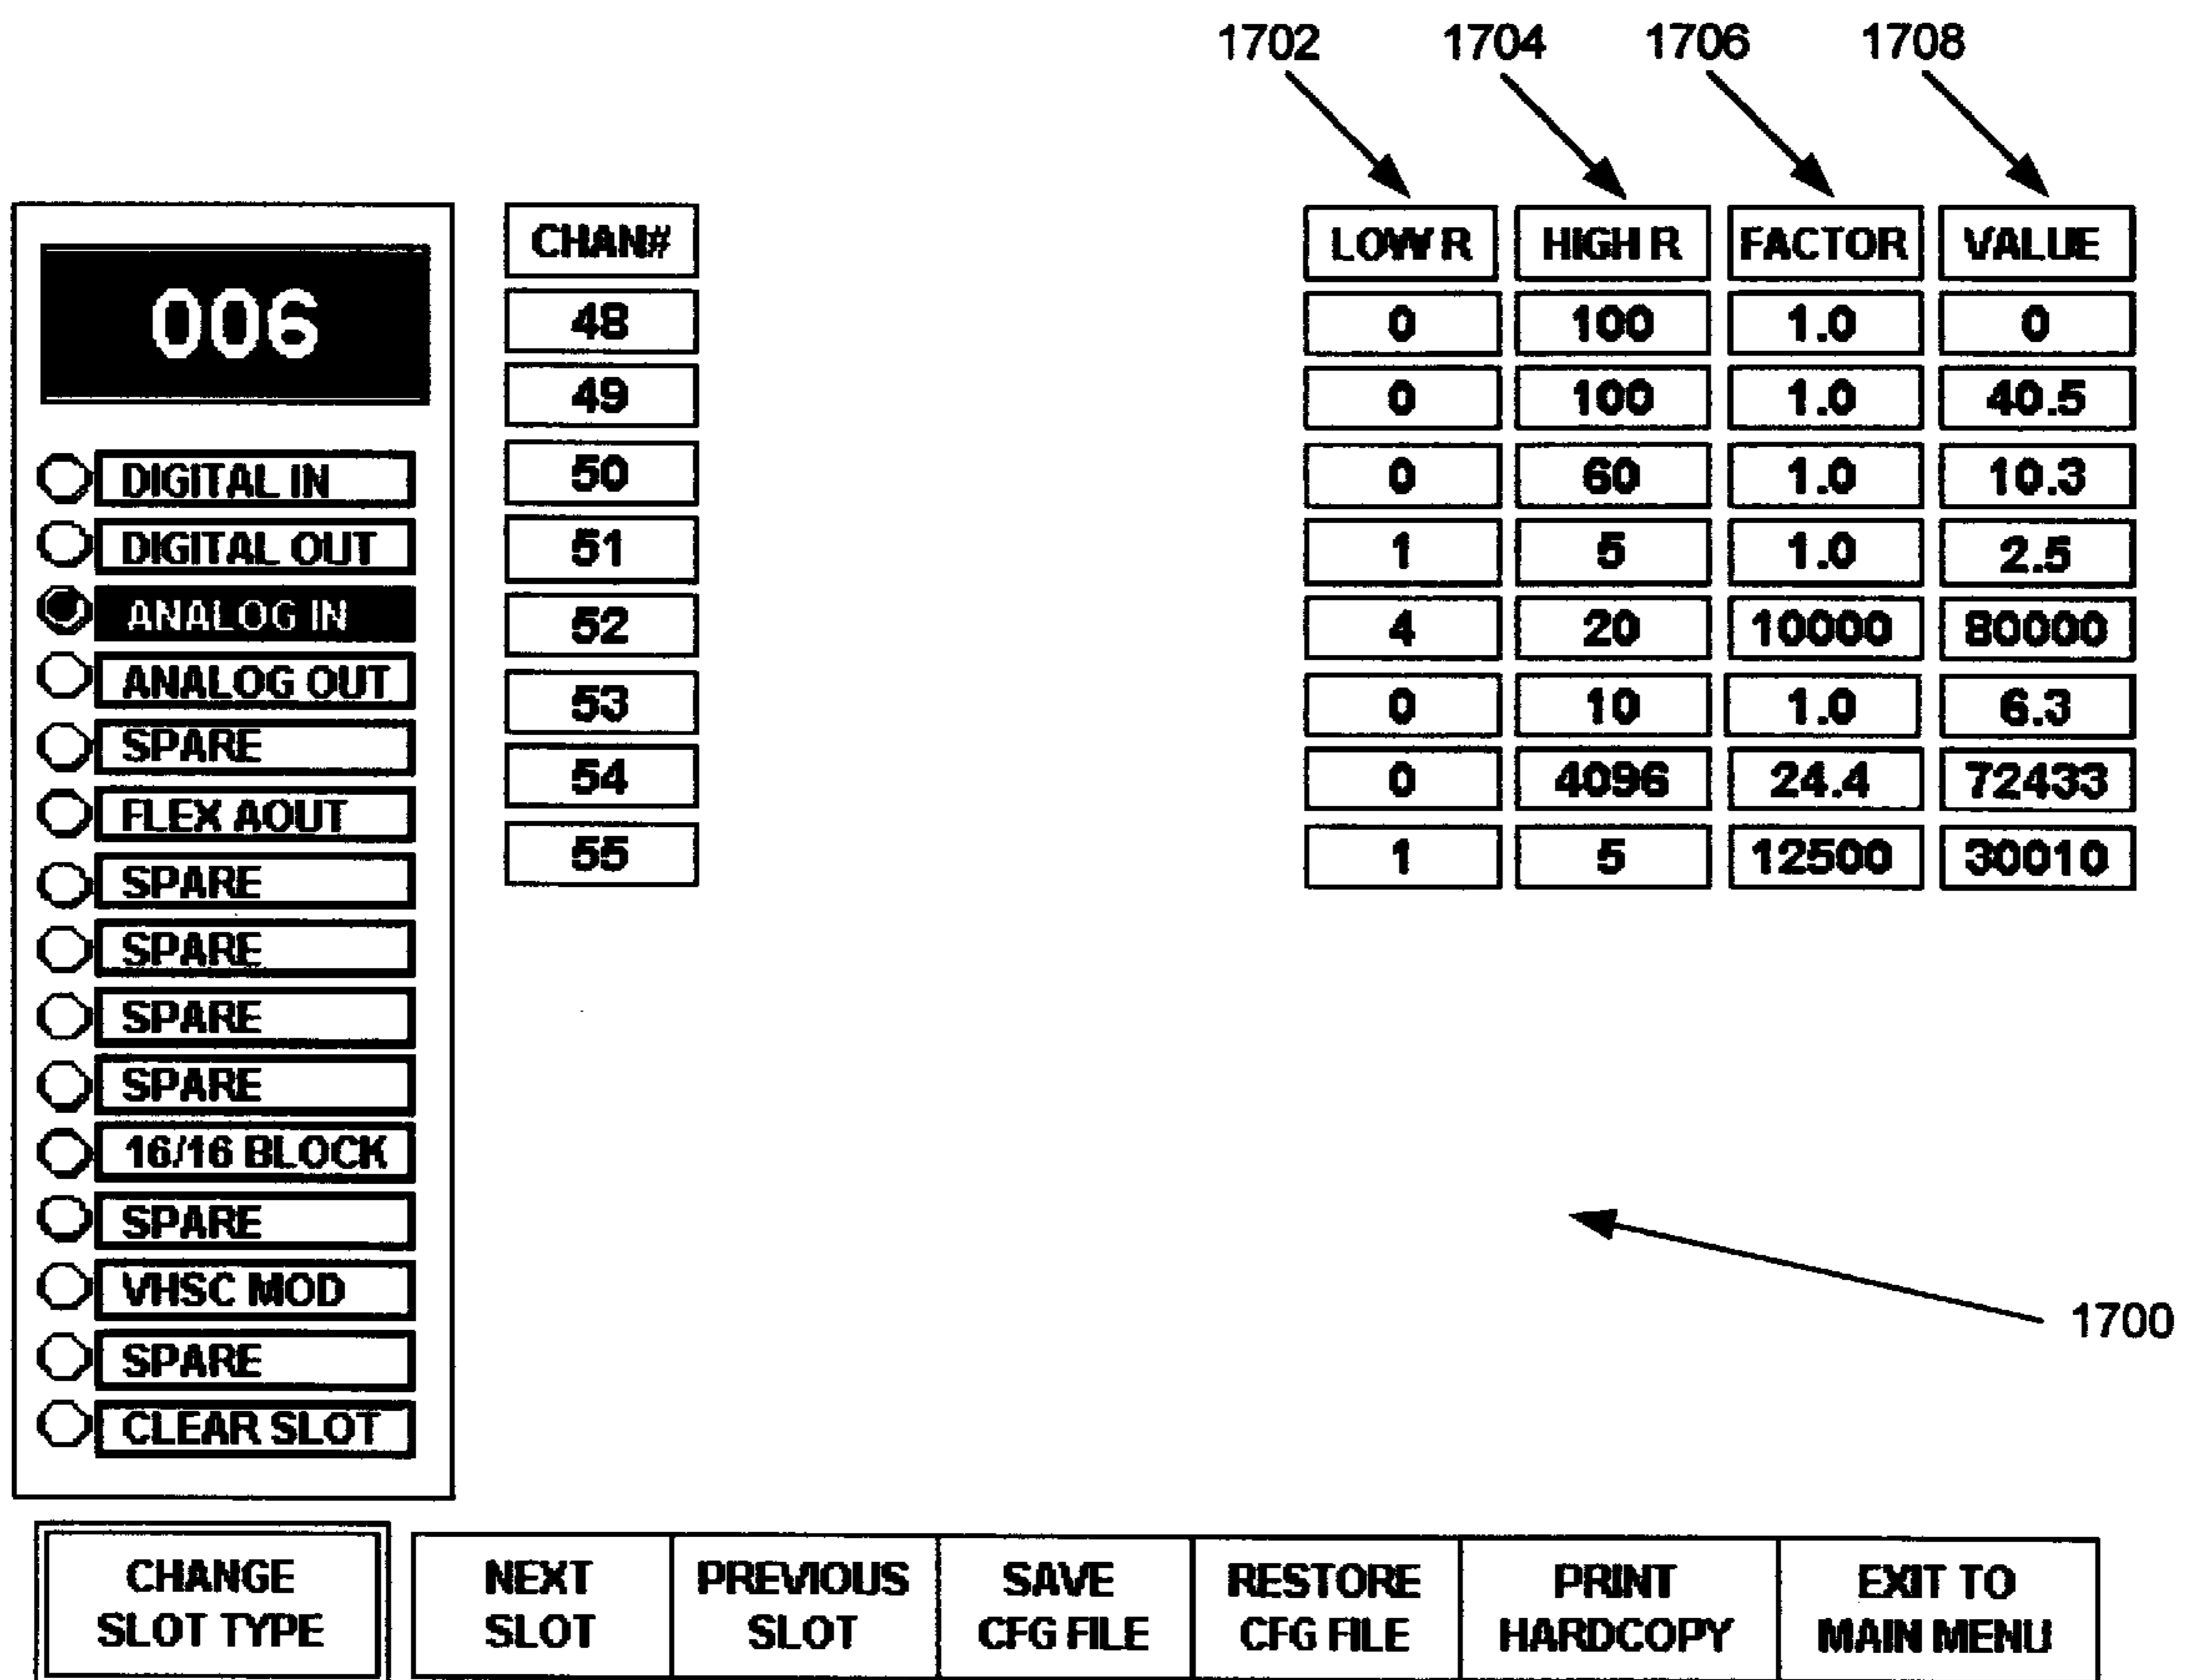 1702 1704 1706 1708
006
DIGITAL IN
DIGITAL OUT
ANALOG IN
ANALOG OUT
SPARE
FLEX AOUT
SPARE
SPARE
SPARE
SPARE
16/16 BLOCK
SPARE
VHSC MOD
SPARE
CLEAR SLOT
CHAN# LOW R HIGH R FACTOR VALUE
48 0 100 1.0 0
49 0 100 1.0 40.5
50 0 60 1.0 10.3
51 1 5 1.0 2.5
52 4 20 10000 80000
53 0 10 1.0 6.3
54 0 4096 24.4 72433
55 1 5 12500 30010
1700
CHANGE
SLOT TYPE
NEXT
SLOT
PREVIOUS
SLOT
SAVE
CFG FILE
RESTORE
CFG FILE
PRINT
HARDCOPY
EXIT TO
MAIN MENU